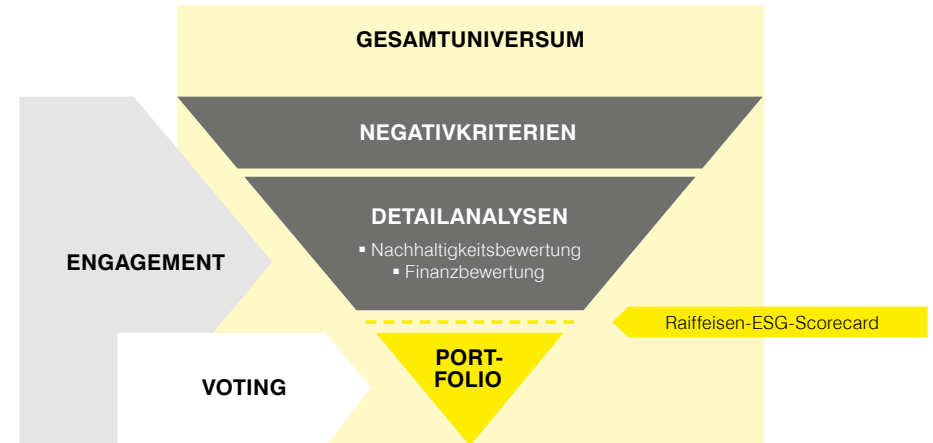 GESAMTUNIVERSUM
NEGATIVKRITERIEN
DETAILANALYSEN
▪ Nachhaltigkeitsbewertung
▪ Finanzbewertung
ENGAGEMENT
Raiffeisen-ESG-Scorecard
PORT-
FOLIO
VOTING